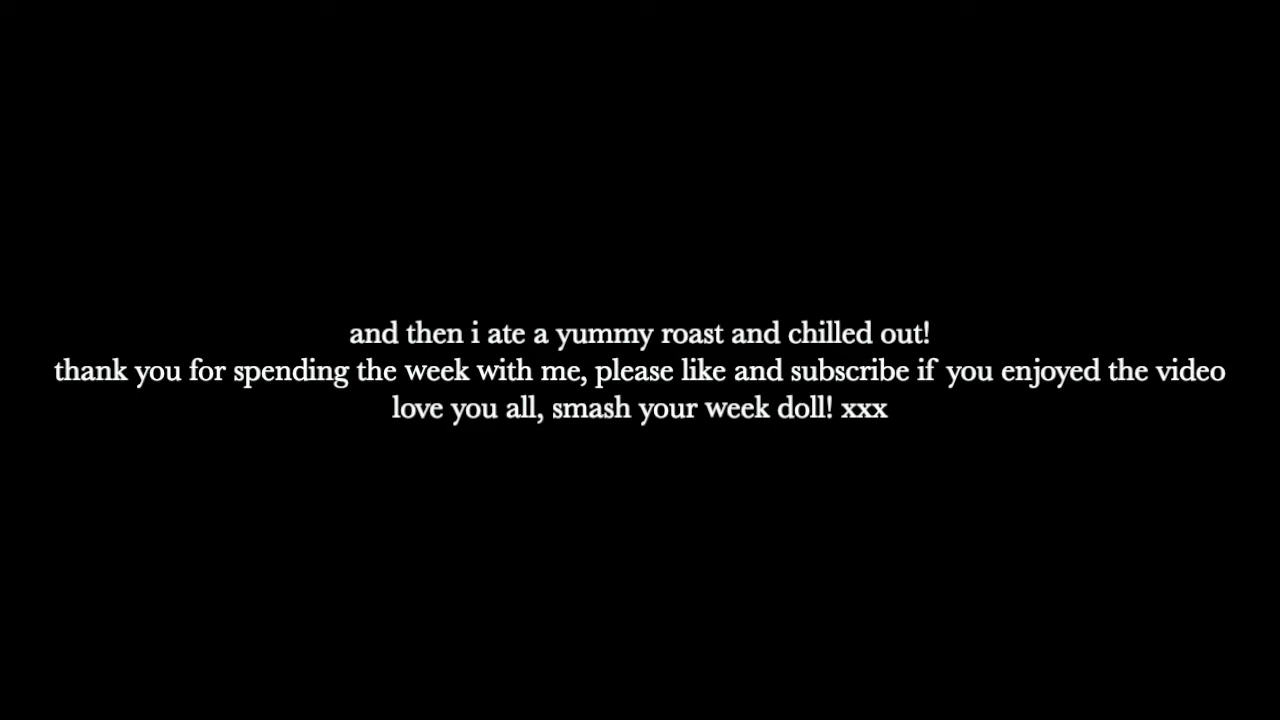 and then i ate a yummy roast and chilled out!
thank you for spending the week with me, please like and subscribe if you enjoyed the video
love you all, smash your week doll! xxx